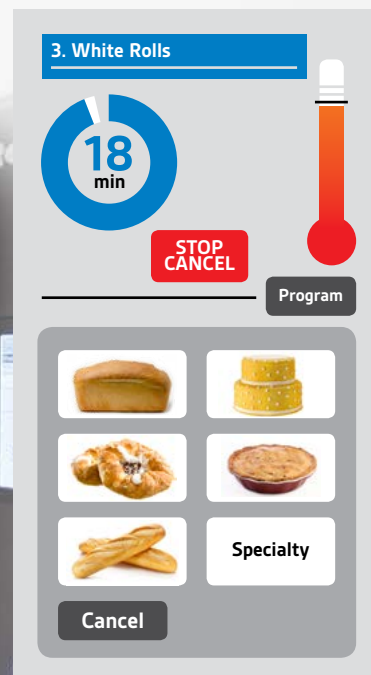 3. White Rolls
18
min
STOP
CANCEL
Program
Specialty
Cancel